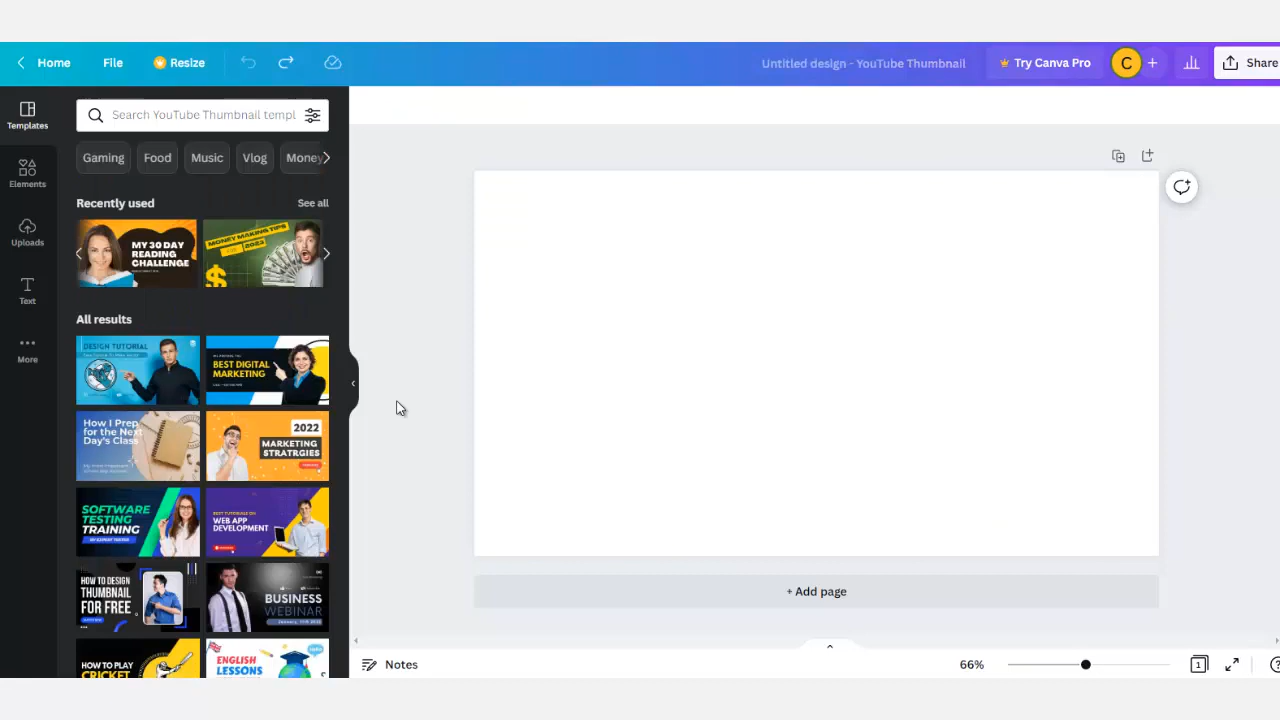 Home
File
Resize
Untitled design - YouTube Thumbnail
Try Canva Pro
C
Share
Templates
Elements
Uploads
Text
More
Search YouTube Thumbnail templ
Gaming
Food
Music
Vlog
Money
Recently used
See all
MY 30 DAY
READING
CHALLENGE
MONEY MAKING TIPS
2023
All results
DESIGN TUTORIAL
BEST DIGITAL
MARKETING
How I Prep
for the Next
Day's Class
2022
MARKETING
STRATRGIES
SOFTWARE
TESTING
TRAINING
BEST TUTORIALS ON
WEB APP
DEVELOPMENT
HOW TO DESIGN
THUMBNAIL
FOR FREE
BUSINESS
WEBINAR
HOW TO PLAY
CRICKET
ENGLISH
LESSONS
+ Add page
Notes
66%
1